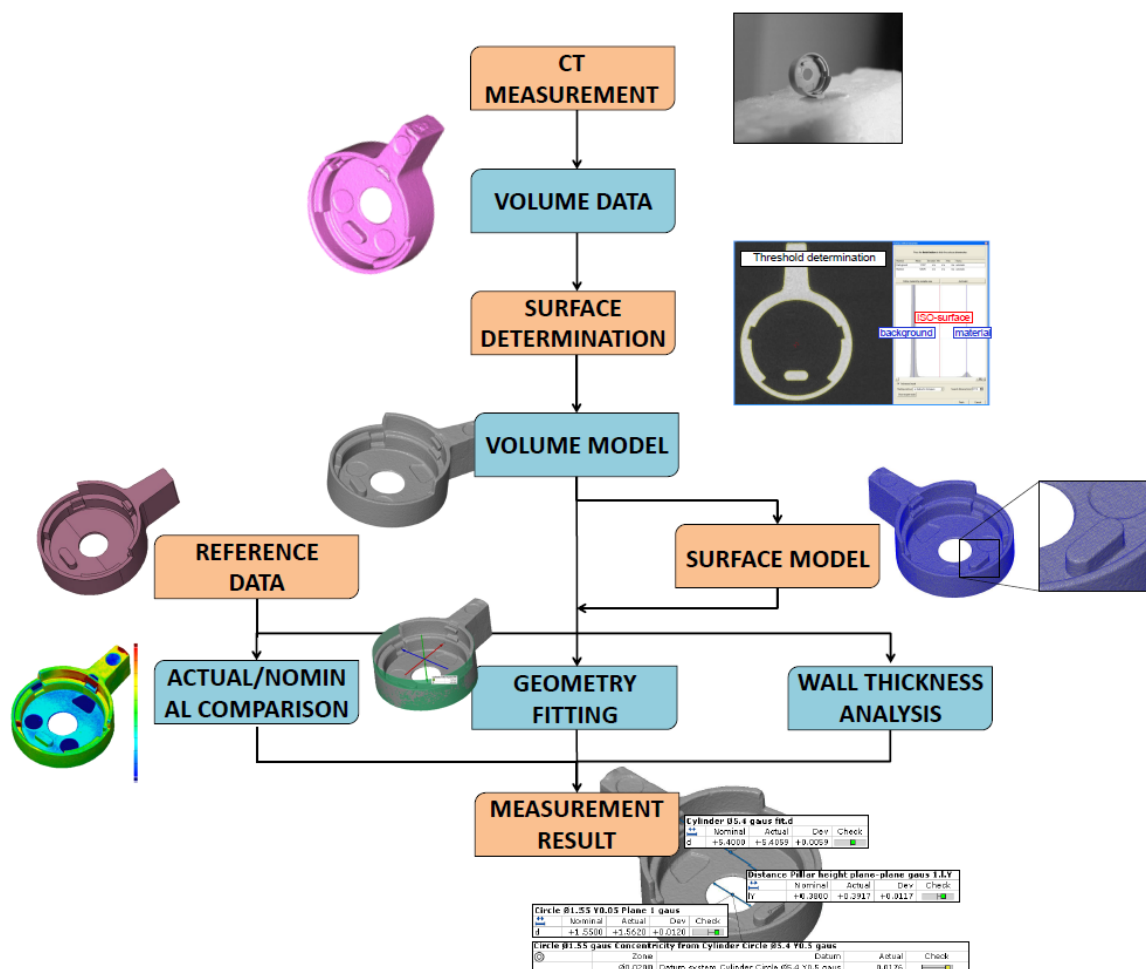 CT
MEASUREMENT
VOLUME DATA
Threshold determination
ISO-surface
background
material
SURFACE
DETERMINATION
VOLUME MODEL
REFERENCE
DATA
SURFACE MODEL
ACTUAL/NOMIN
AL COMPARISON
GEOMETRY
FITTING
WALL THICKNESS
ANALYSIS
MEASUREMENT
RESULT
Cylinder Ø5.4 gaus fit.d
Nominal Actual Dev Check
d +5.4000 +5.4059 +0.0059
Distance Pillar height plane-plane gaus 1.l.Y
Nominal Actual Dev Check
lY +0.3800 +0.3917 +0.0117
Circle Ø1.55 Y0.05 Plane 1 gaus
Nominal Actual Dev Check
d +1.5500 +1.5620 +0.0120
Circle Ø1.55 gaus Concentricity from Cylinder Circle Ø5.4 Y0.5 gaus
Zone Datum Actual Check
Ø0.0200 Datum system Cylinder Circle Ø5.4 Y0.5 gaus 0.0176